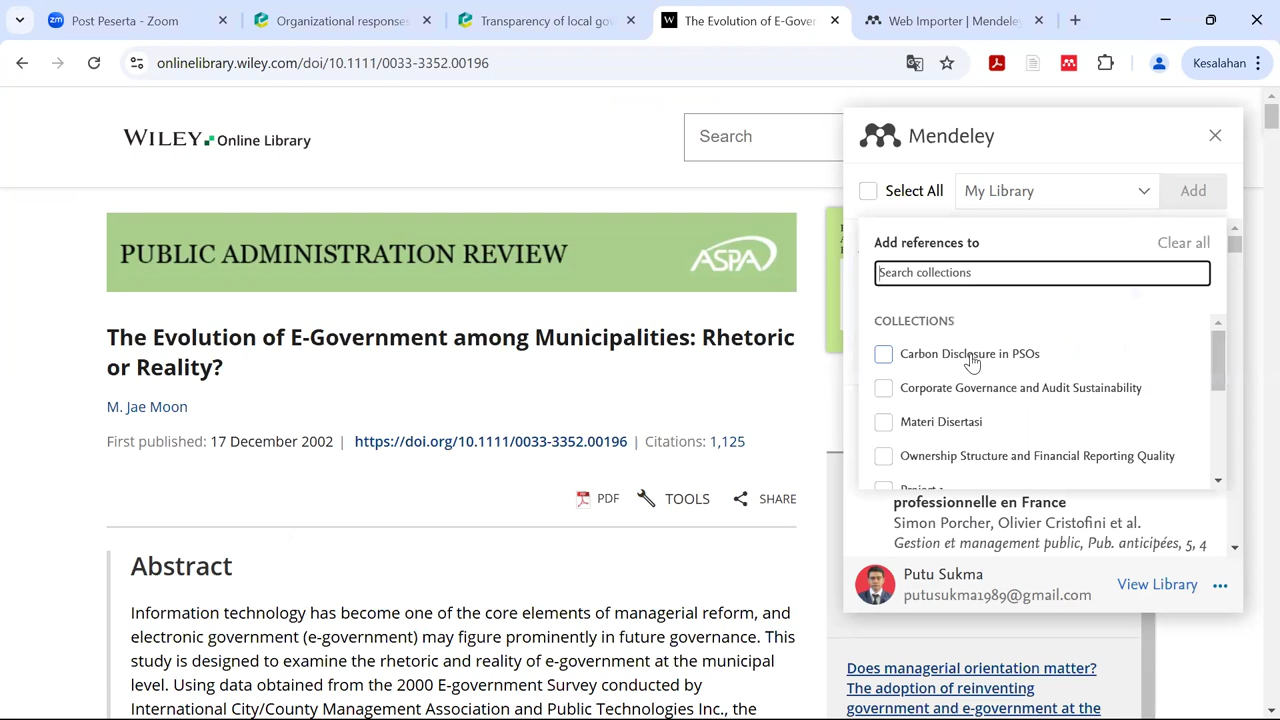 Post Peserta - Zoom
Organizational responses
Transparency of local gov
The Evolution of E-Gover
Web Importer | Mendeley
onlinelibrary.wiley.com/doi/10.1111/0033-3352.00196
Kesalahan
WILEY Online Library
Search
Mendeley
Select All
My Library
Add
Add references to
Clear all
Search collections
COLLECTIONS
Carbon Disclosure in PSOs
Corporate Governance and Audit Sustainability
Materi Disertasi
Ownership Structure and Financial Reporting Quality
Project 1
professionnelle en France
Simon Porcher, Olivier Cristofini et al.
Gestion et management public, Pub. anticipées, 5, 4
Putu Sukma
putusukma1989@gmail.com
View Library
PUBLIC ADMINISTRATION REVIEW
ASPA
The Evolution of E-Government among Municipalities: Rhetoric
or Reality?
M. Jae Moon
First published: 17 December 2002 | https://doi.org/10.1111/0033-3352.00196 | Citations: 1,125
PDF TOOLS SHARE
Abstract
Information technology has become one of the core elements of managerial reform, and
electronic government (e-government) may figure prominently in future governance. This
study is designed to examine the rhetoric and reality of e-government at the municipal
level. Using data obtained from the 2000 E-government Survey conducted by
International City/County Management Association and Public Technologies Inc., the
Does managerial orientation matter?
The adoption of reinventing
government and e-government at the